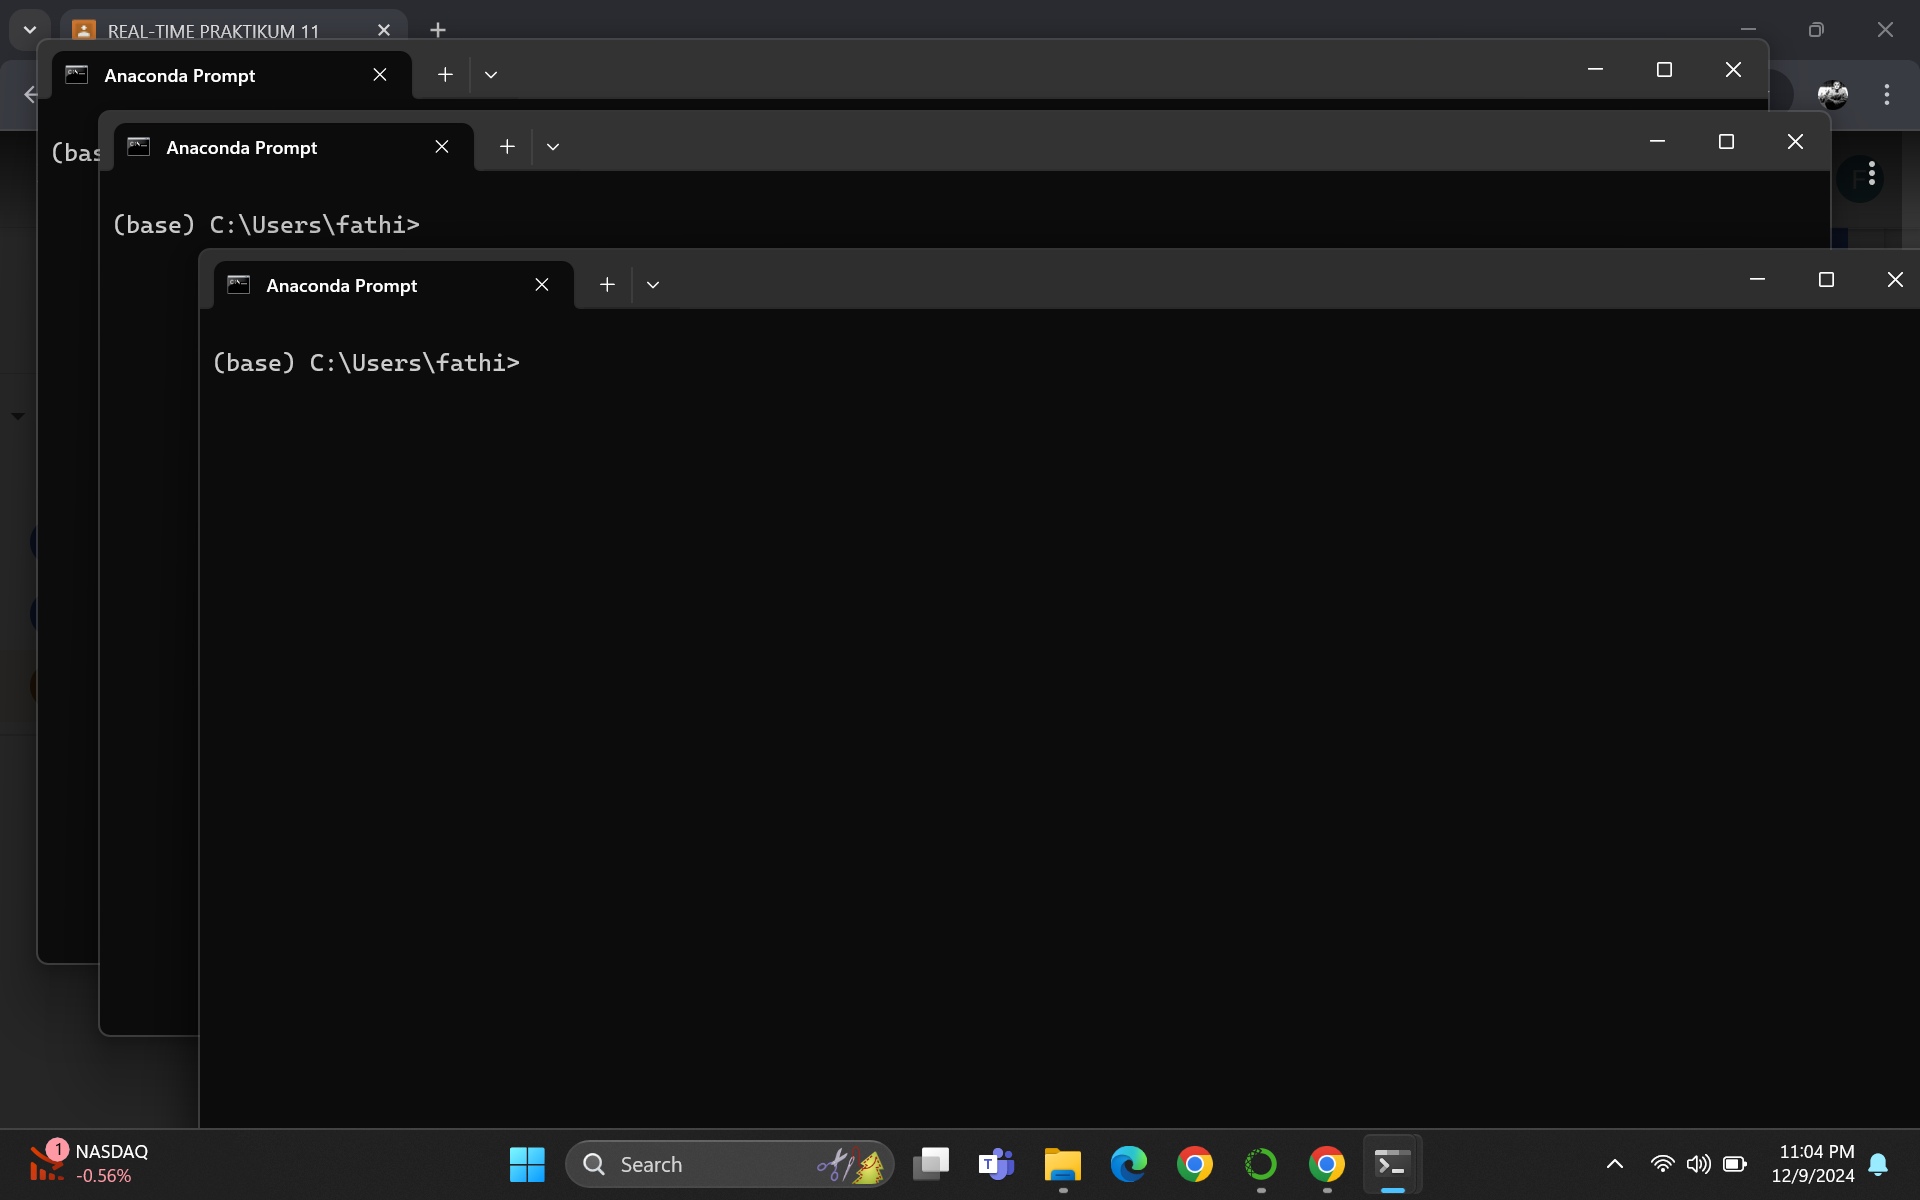 REAL-TIME PRAKTIKUM 11
Anaconda Prompt
(bas
Anaconda Prompt
(base) C:\Users\fathi>
Anaconda Prompt
(base) C:\Users\fathi>
1
NASDAQ
-0.56%
Search
11:04 PM
12/9/2024